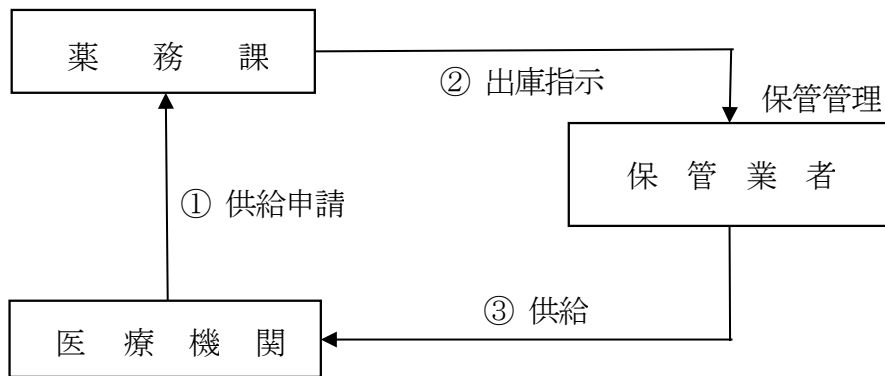 薬務課
② 出庫指示
保管管理
保管業者
① 供給申請
③ 供給
医療機関